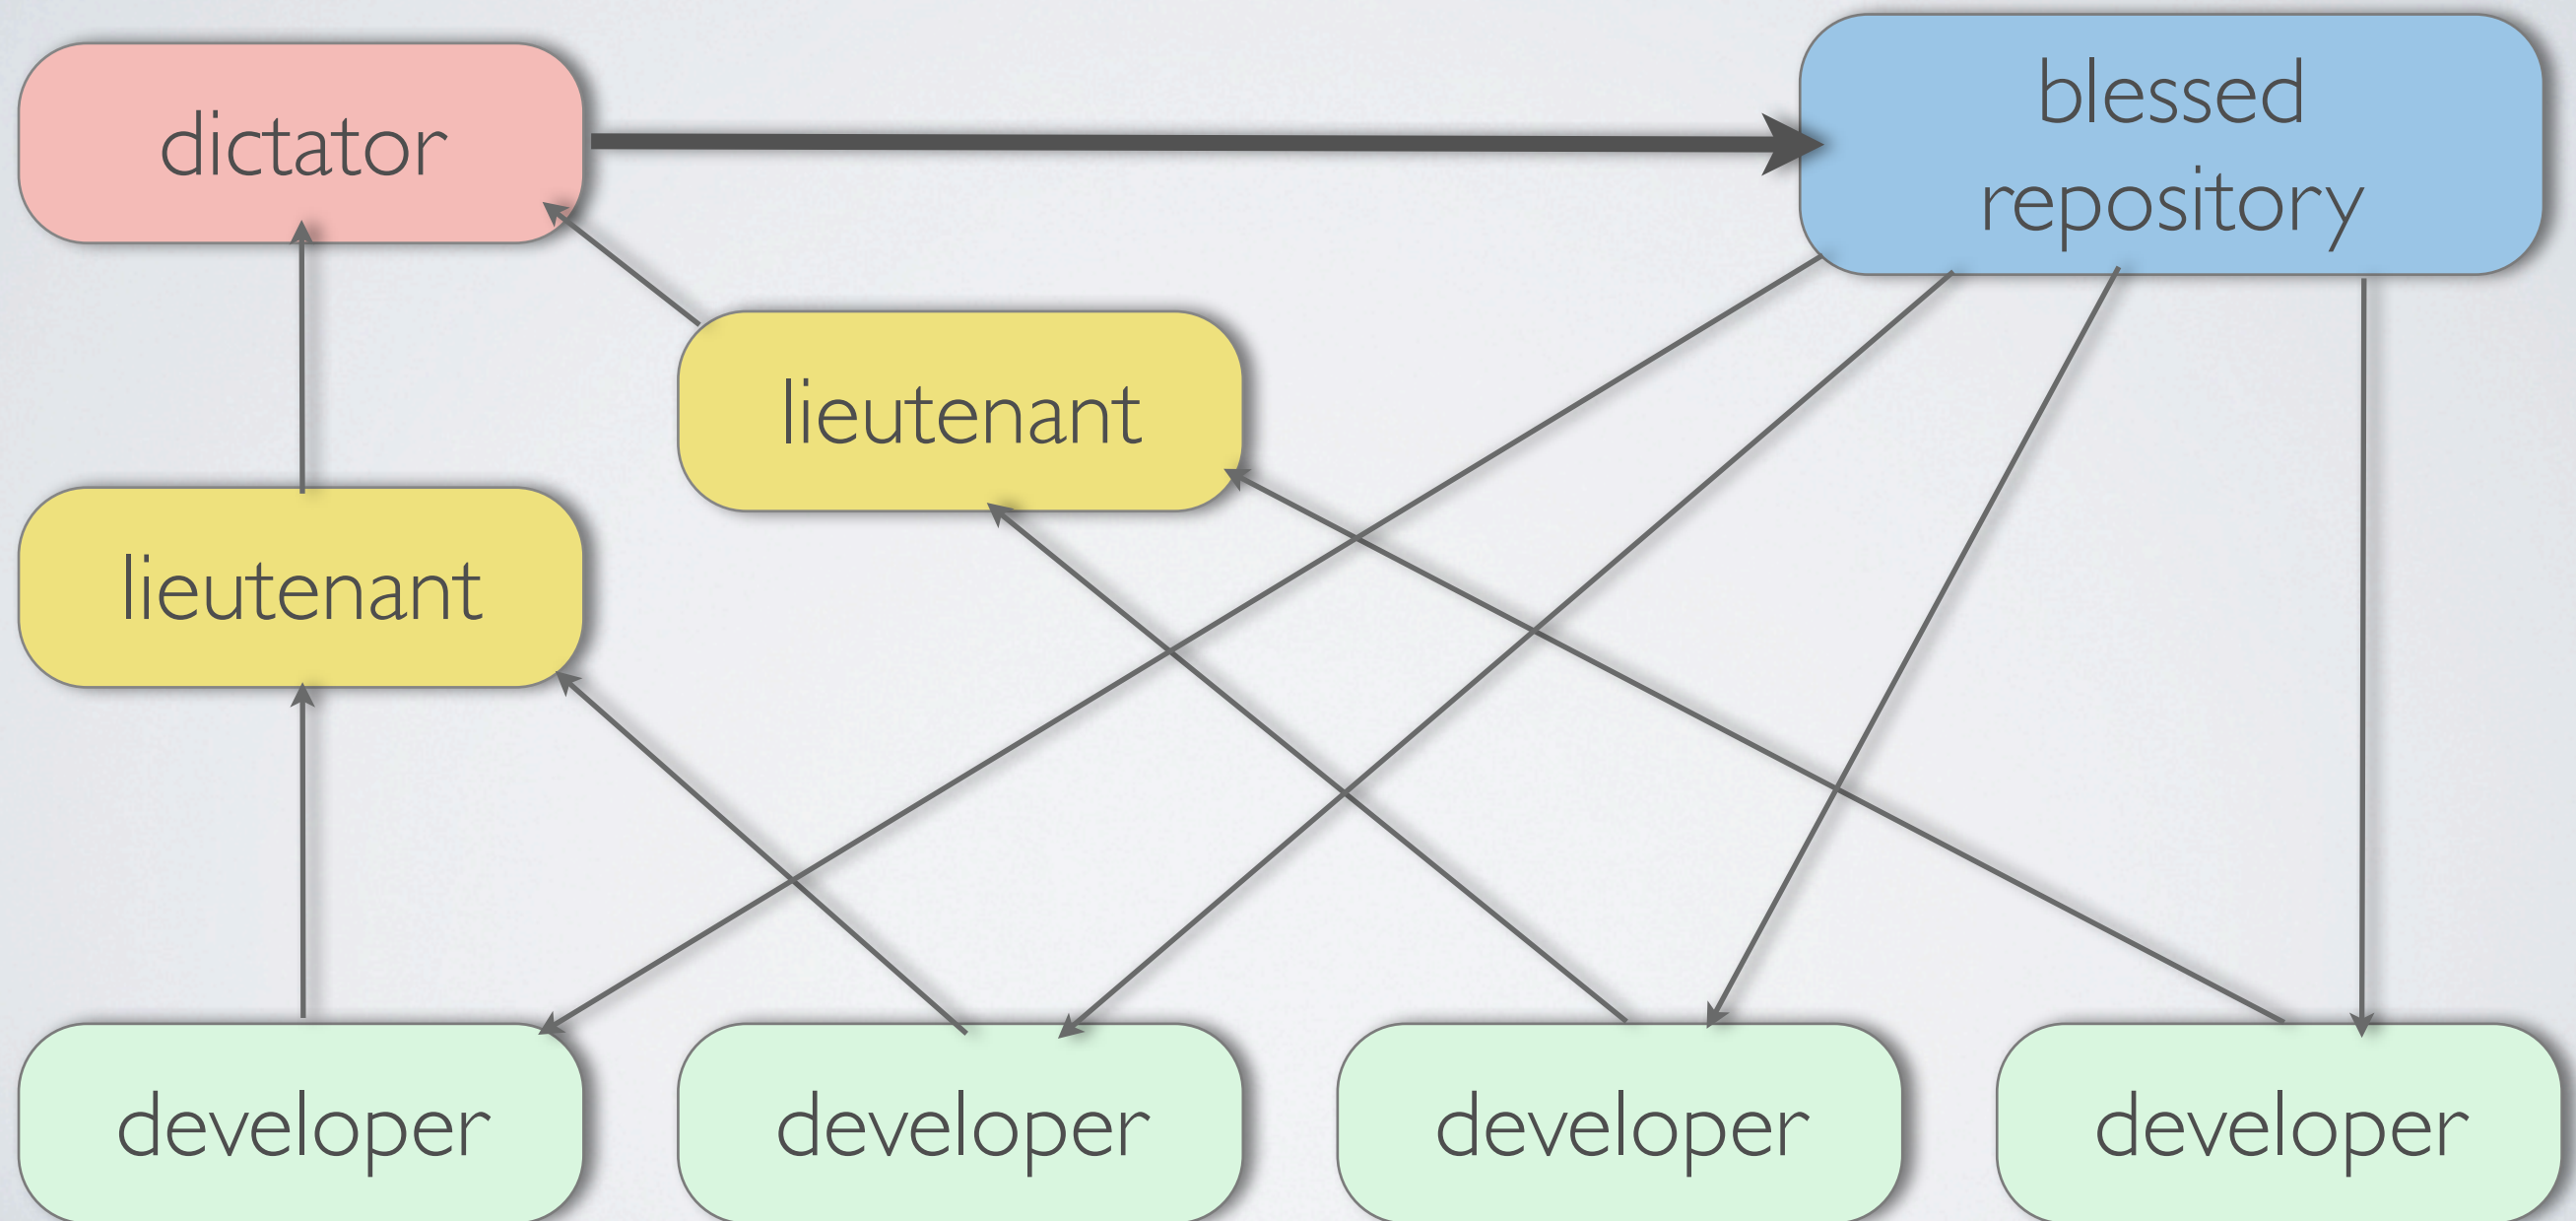 dictator
blessed
repository
lieutenant
lieutenant
developer
developer
developer
developer